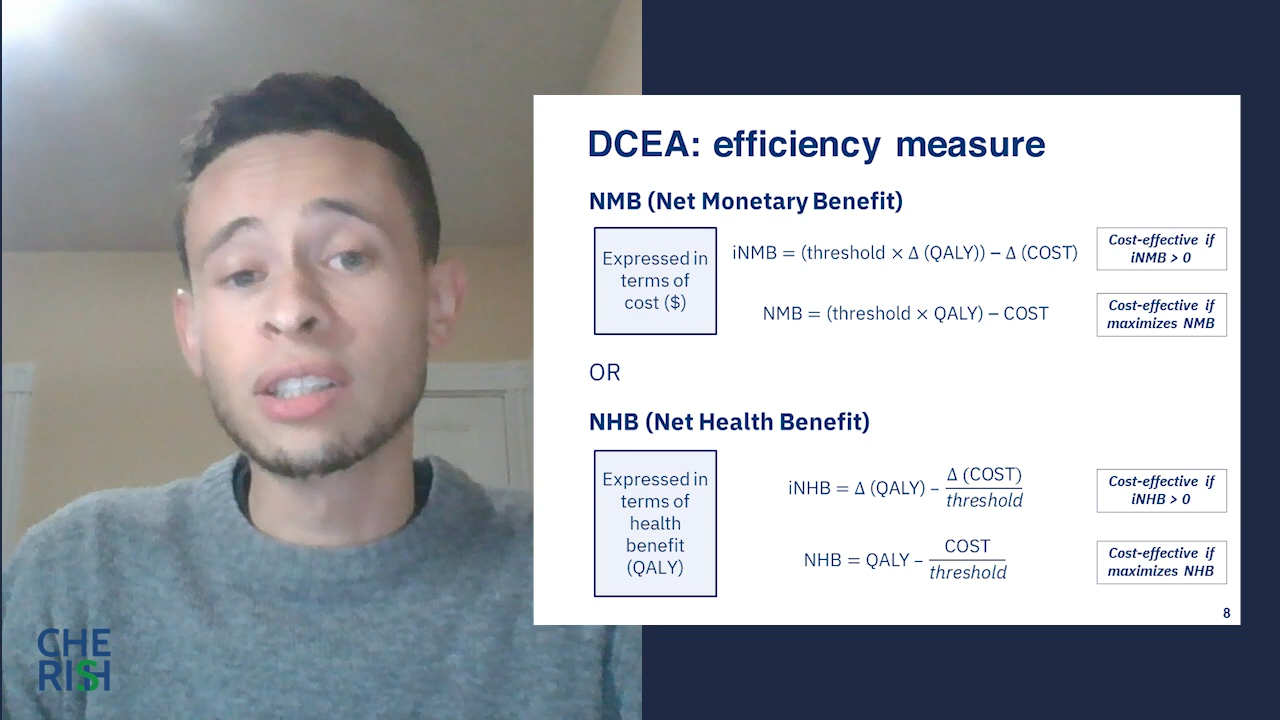 DCEA: efficiency measure
NMB (Net Monetary Benefit)
Expressed in
terms of
cost ($)
iNMB = (threshold × Δ (QALY)) – Δ (COST)
Cost-effective if
iNMB > 0
NMB = (threshold × QALY) – COST
Cost-effective if
maximizes NMB
OR
NHB (Net Health Benefit)
Expressed in
terms of
health
benefit
(QALY)
iNHB = Δ (QALY) – Δ (COST)
threshold
Cost-effective if
iNHB > 0
NHB = QALY – COST
threshold
Cost-effective if
maximizes NHB
8
CHE
RISH